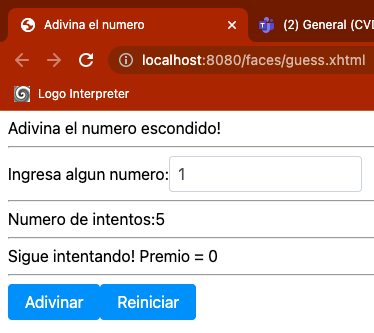 Adivina el numero
(2) General (CVD
localhost:8080/faces/guess.xhtml
Logo Interpreter
Adivina el numero escondido!
Ingresa algun numero: 1
Numero de intentos:5
Sigue intentando! Premio = 0
Adivinar Reiniciar